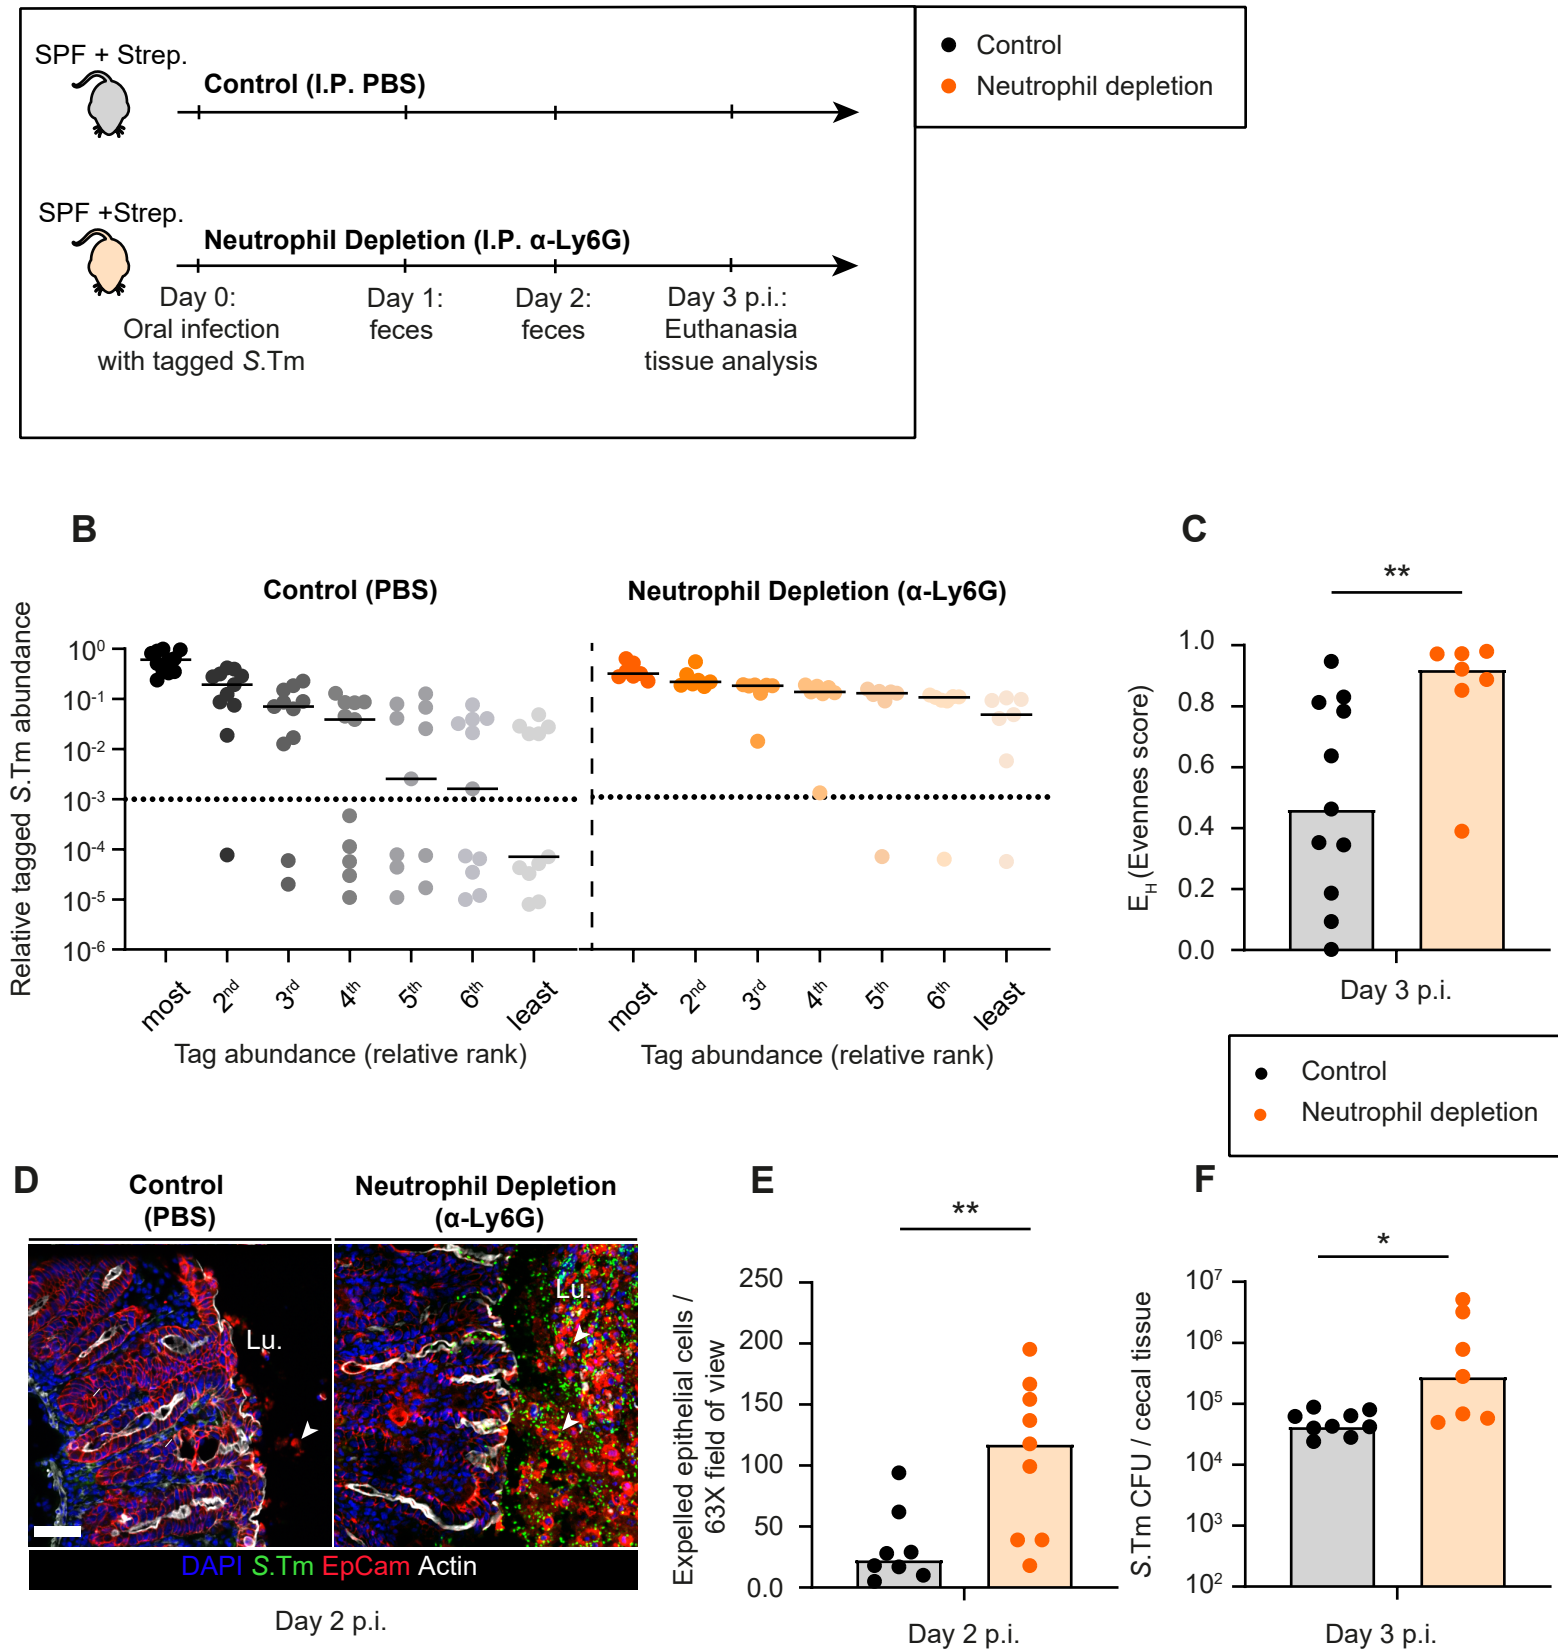 SPF + Strep.
Control (I.P. PBS)
Control
Neutrophil depletion
SPF +Strep.
Neutrophil Depletion (I.P. α-Ly6G)
Day 0:
Oral infection
with tagged S.Tm
Day 1:
feces
Day 2:
feces
Day 3 p.i.:
Euthanasia
tissue analysis
B
Control (PBS)
Neutrophil Depletion (α-Ly6G)
Relative tagged S.Tm abundance
10⁰
10⁻¹
10⁻²
10⁻³
10⁻⁴
10⁻⁵
10⁻⁶
most
2ⁿᵈ
3ʳᵈ
4ᵗʰ
5ᵗʰ
6ᵗʰ
least
most
2ⁿᵈ
3ʳᵈ
4ᵗʰ
5ᵗʰ
6ᵗʰ
least
Tag abundance (relative rank)
Tag abundance (relative rank)
C
**
E_H (Evennes score)
1.0
0.8
0.6
0.4
0.2
0.0
Day 3 p.i.
Control
Neutrophil depletion
D
Control
(PBS)
Neutrophil Depletion
(α-Ly6G)
Lu.
Lu.
DAPI S.Tm EpCam Actin
Day 2 p.i.
E
**
Expelled epithelial cells /
63X field of view
250
200
150
100
50
0.0
Day 2 p.i.
F
*
S.Tm CFU / cecal tissue
10⁷
10⁶
10⁵
10⁴
10³
10²
Day 3 p.i.